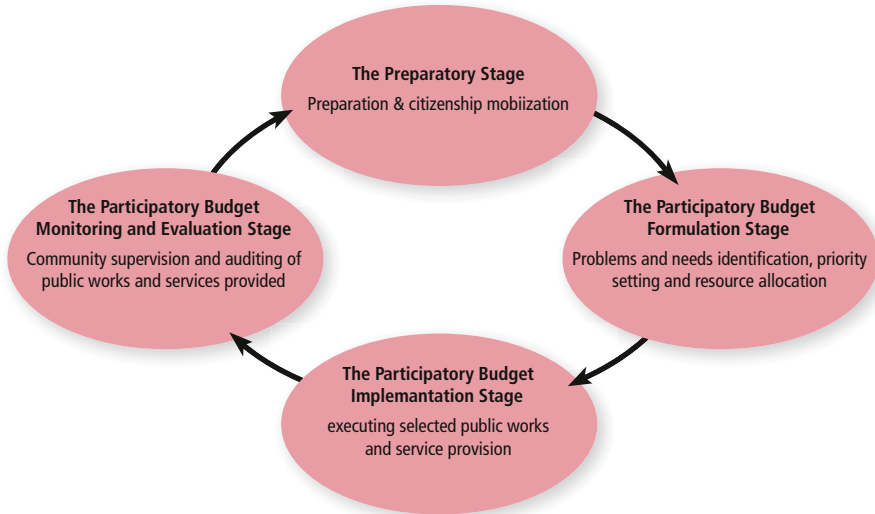 The Preparatory Stage
Preparation & citizenship mobiization
The Participatory Budget
Formulation Stage
Problems and needs identification, priority
setting and resource allocation
The Participatory Budget
Implemantation Stage
executing selected public works
and service provision
The Participatory Budget
Monitoring and Evaluation Stage
Community supervision and auditing of
public works and services provided